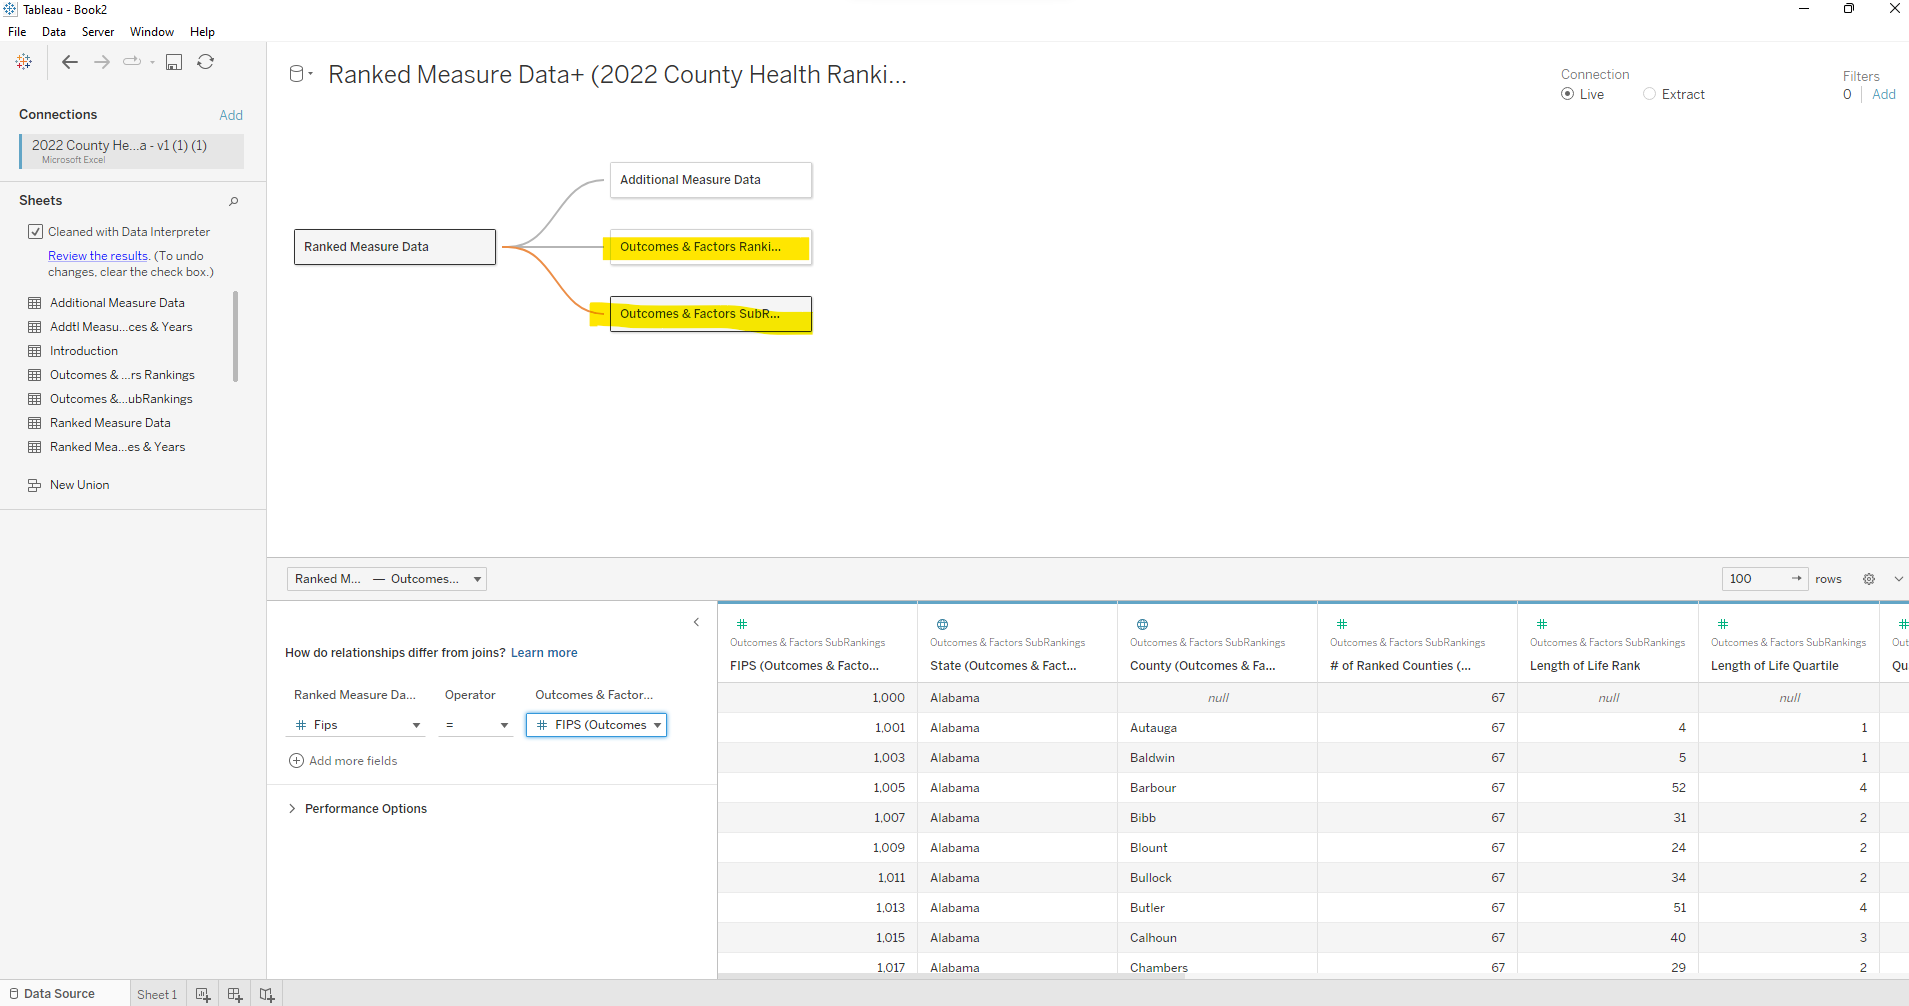 Tableau - Book2
File Data Server Window Help
Connections Add
2022 County He...a - v1 (1) (1)
Microsoft Excel
Sheets
Cleaned with Data Interpreter
Review the results. (To undo
changes, clear the check box.)
Additional Measure Data
Addtl Measu...ces & Years
Introduction
Outcomes & ...rs Rankings
Outcomes &...ubRankings
Ranked Measure Data
Ranked Mea...es & Years
New Union
Ranked Measure Data+ (2022 County Health Ranki...
Connection
Live Extract
Filters
0 Add
Additional Measure Data
Ranked Measure Data
Outcomes & Factors Ranki...
Outcomes & Factors SubR...
Ranked M... — Outcomes...
100 → rows
How do relationships differ from joins? Learn more
Ranked Measure Da... Operator Outcomes & Factor...
# Fips = # FIPS (Outcomes
Add more fields
Performance Options
# # # # #
Outcomes & Factors SubRankings Outcomes & Factors SubRankings Outcomes & Factors SubRankings Outcomes & Factors SubRankings Outcomes & Factors SubRankings Outcomes & Factors SubRankings Out
FIPS (Outcomes & Facto... State (Outcomes & Fact... County (Outcomes & Fa... # of Ranked Counties (... Length of Life Rank Length of Life Quartile Qu
1,000 Alabama null 67 null null
1,001 Alabama Autauga 67 4 1
1,003 Alabama Baldwin 67 5 1
1,005 Alabama Barbour 67 52 4
1,007 Alabama Bibb 67 31 2
1,009 Alabama Blount 67 24 2
1,011 Alabama Bullock 67 34 2
1,013 Alabama Butler 67 51 4
1,015 Alabama Calhoun 67 40 3
1,017 Alabama Chambers 67 29 2
Data Source Sheet 1